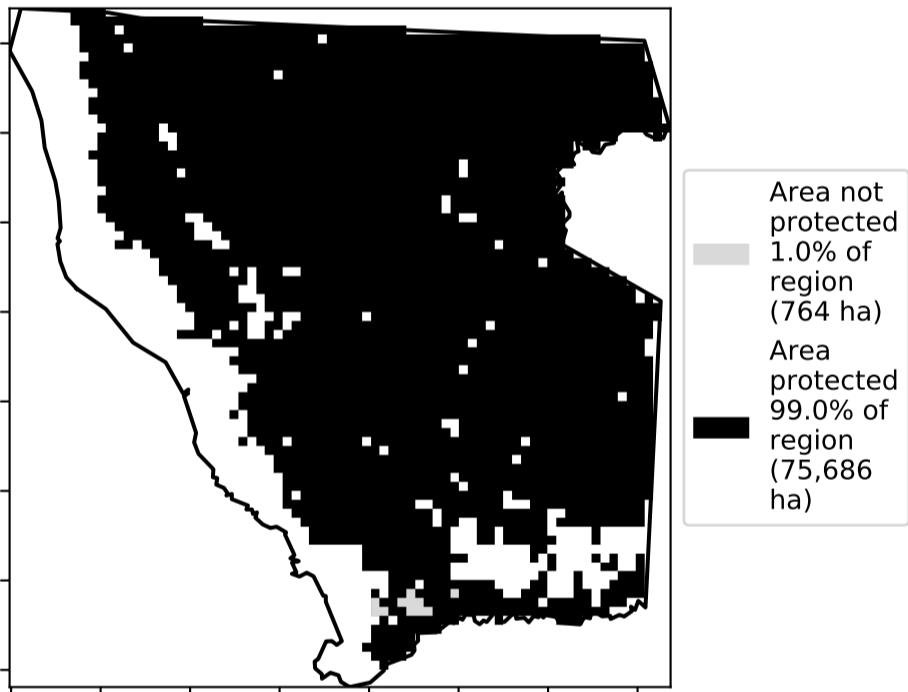 Area not
protected
1.0% of
region
(764 ha)
Area
protected
99.0% of
region
(75,686
ha)